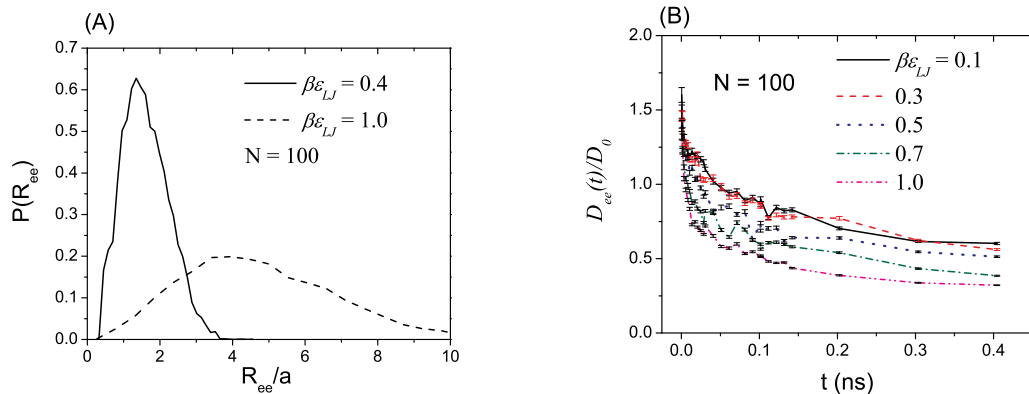 (A)
0.7
0.6
0.5
0.4
0.3
0.2
0.1
0.0
P(R_ee)
βε_LJ = 0.4
βε_LJ = 1.0
N = 100
0 2 4 6 8 10
R_ee/a
(B)
2.0
1.5
1.0
0.5
0.0
D_ee(t)/D_0
N = 100
βε_LJ = 0.1
0.3
0.5
0.7
1.0
0.0 0.1 0.2 0.3 0.4
t (ns)